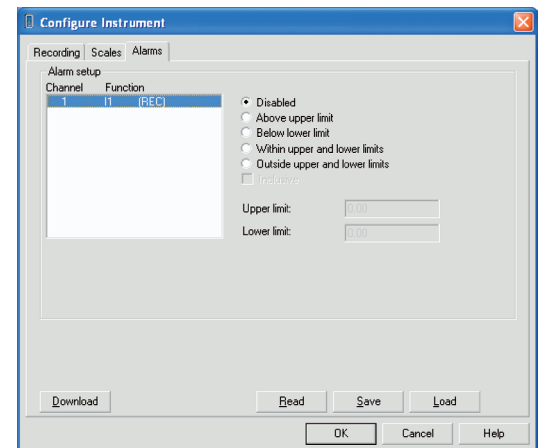 Configure Instrument
Recording Scales Alarms
Alarm setup
Channel Function
1 I1 (REC)
Disabled
Above upper limit
Below lower limit
Within upper and lower limits
Outside upper and lower limits
Inclusive
Upper limit: 0.00
Lower limit: 0.00
Download Read Save Load
OK Cancel Help